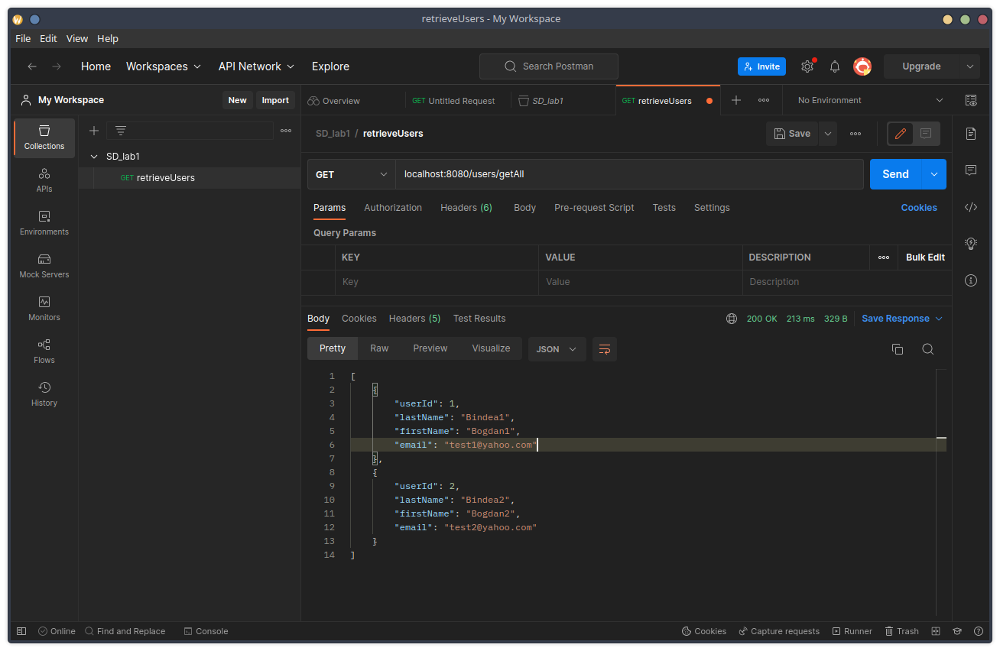 retrieveUsers - My Workspace
File Edit View Help
Home Workspaces API Network Explore Search Postman Invite Upgrade
My Workspace New Import
Overview GET Untitled Request SD_lab1 GET retrieveUsers No Environment
Collections
APIs
Environments
Mock Servers
Monitors
Flows
History
SD_lab1
GET retrieveUsers
SD_lab1 / retrieveUsers Save
GET localhost:8080/users/getAll Send
Params Authorization Headers (6) Body Pre-request Script Tests Settings Cookies
Query Params
KEY VALUE DESCRIPTION Bulk Edit
Key Value Description
Body Cookies Headers (5) Test Results 200 OK 213 ms 329 B Save Response
Pretty Raw Preview Visualize JSON
1 [
2 {
3 "userId": 1,
4 "lastName": "Bindea1",
5 "firstName": "Bogdan1",
6 "email": "test1@yahoo.com"
7 },
8 {
9 "userId": 2,
10 "lastName": "Bindea2",
11 "firstName": "Bogdan2",
12 "email": "test2@yahoo.com"
13 }
14 ]
Online Find and Replace Console Cookies Capture requests Runner Trash